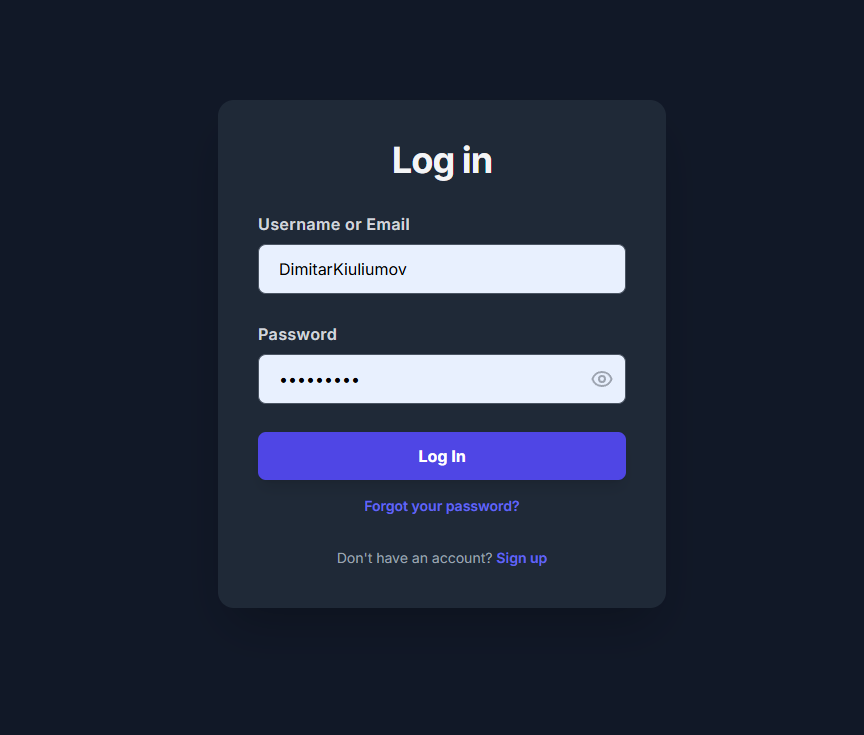 Log in
Username or Email
DimitarKiuliumov
Password
•••••••••
Log In
Forgot your password?
Don't have an account? Sign up